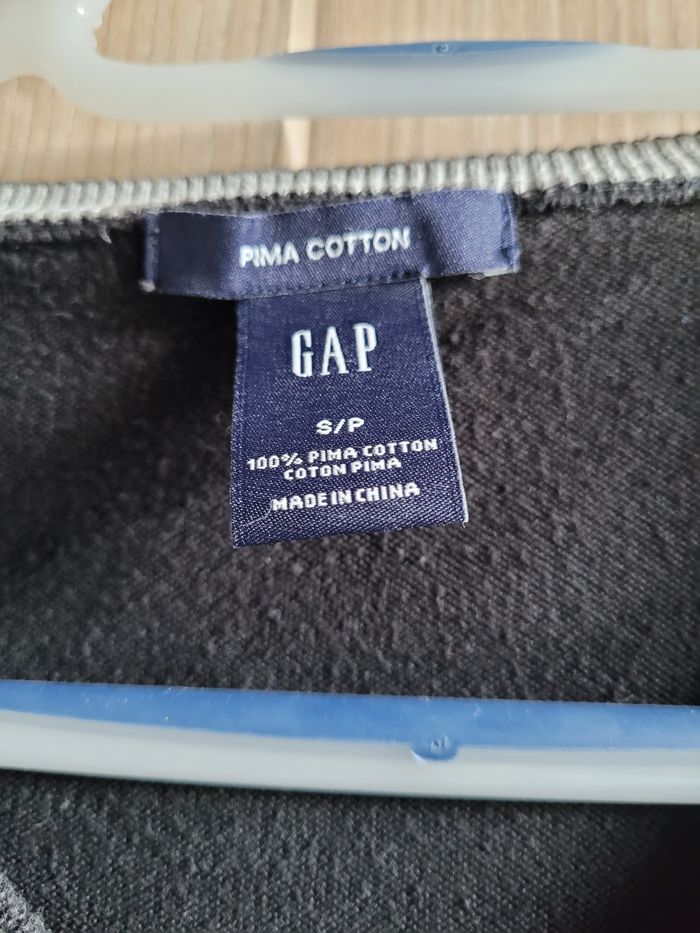 PIMA COTTON
GAP
S/P
100% PIMA COTTON
COTON PIMA
MADE IN CHINA